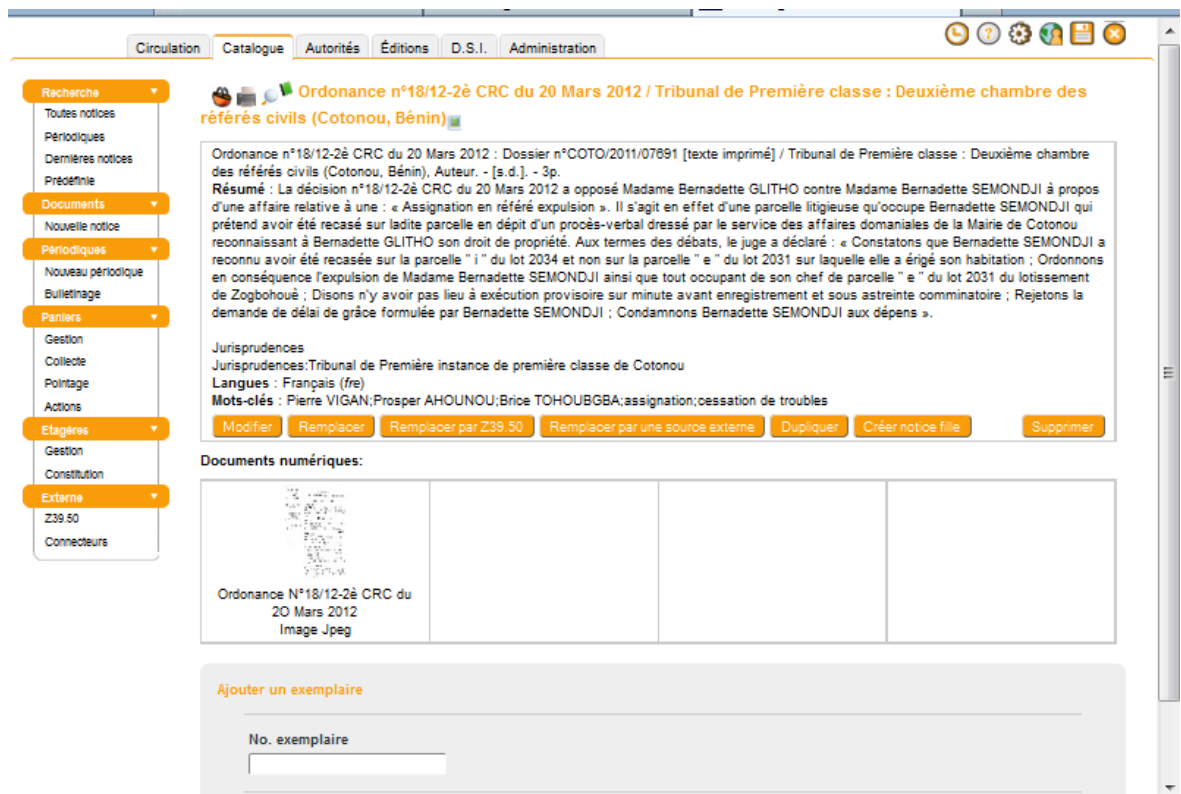 Circulation Catalogue Autorités Éditions D.S.I. Administration
Recherche
Toutes notices
Périodiques
Dernières notices
Prédéfinie
Documents
Nouvelle notice
Périodiques
Nouveau périodique
Bulletinage
Paniers
Gestion
Collecte
Pointage
Actions
Etagères
Gestion
Constitution
Externe
Z39.50
Connecteurs
Ordonance n°18/12-2è CRC du 20 Mars 2012 / Tribunal de Première classe : Deuxième chambre des
référés civils (Cotonou, Bénin)
Ordonance n°18/12-2è CRC du 20 Mars 2012 : Dossier n°COTO/2011/07691 [texte imprimé] / Tribunal de Première classe : Deuxième chambre
des référés civils (Cotonou, Bénin), Auteur. - [s.d.]. - 3p.
Résumé : La décision n°18/12-2è CRC du 20 Mars 2012 a opposé Madame Bernadette GLITHO contre Madame Bernadette SEMONDJI à propos
d'une affaire relative à une : « Assignation en référé expulsion ». Il s'agit en effet d'une parcelle litigieuse qu'occupe Bernadette SEMONDJI qui
prétend avoir été recasé sur ladite parcelle en dépit d'un procès-verbal dressé par le service des affaires domaniales de la Mairie de Cotonou
reconnaissant à Bernadette GLITHO son droit de propriété. Aux termes des débats, le juge a déclaré : « Constatons que Bernadette SEMONDJI a
reconnu avoir été recasée sur la parcelle " i " du lot 2034 et non sur la parcelle " e " du lot 2031 sur laquelle elle a érigé son habitation ; Ordonnons
en conséquence l'expulsion de Madame Bernadette SEMONDJI ainsi que tout occupant de son chef de parcelle " e " du lot 2031 du lotissement
de Zogbohouè ; Disons n'y avoir pas lieu à exécution provisoire sur minute avant enregistrement et sous astreinte comminatoire ; Rejetons la
demande de délai de grâce formulée par Bernadette SEMONDJI ; Condamnons Bernadette SEMONDJI aux dépens ».
Jurisprudences
Jurisprudences:Tribunal de Première instance de première classe de Cotonou
Langues : Français (fre)
Mots-clés : Pierre VIGAN;Prosper AHOUNOU;Brice TOHOUBGBA;assignation;cessation de troubles
Modifier Remplacer Remplacer par Z39.50 Remplacer par une source externe Dupliquer Créer notice fille Supprimer
Documents numériques:
Ordonance N°18/12-2è CRC du
2O Mars 2012
Image Jpeg
Ajouter un exemplaire
No. exemplaire